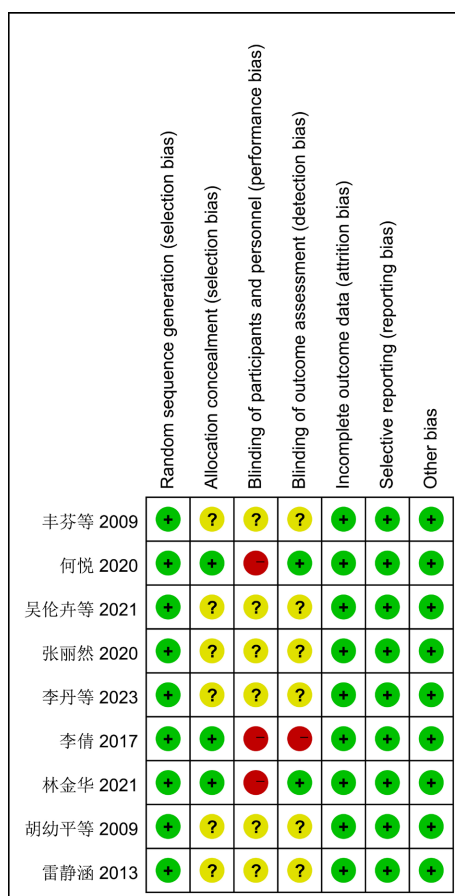 Random sequence generation (selection bias)
Allocation concealment (selection bias)
Blinding of participants and personnel (performance bias)
Blinding of outcome assessment (detection bias)
Incomplete outcome data (attrition bias)
Selective reporting (reporting bias)
Other bias
丰芬等 2009 + ? ? ? + + +
何悦 2020 + + - + + + +
吴伦卉等 2021 + ? ? ? + + +
张丽然 2020 + ? ? ? + + +
李丹等 2023 + ? ? ? + + +
李倩 2017 + + - - + + +
林金华 2021 + + - + + + +
胡幼平等 2009 + ? ? ? + + +
雷静涵 2013 + ? ? ? + + +